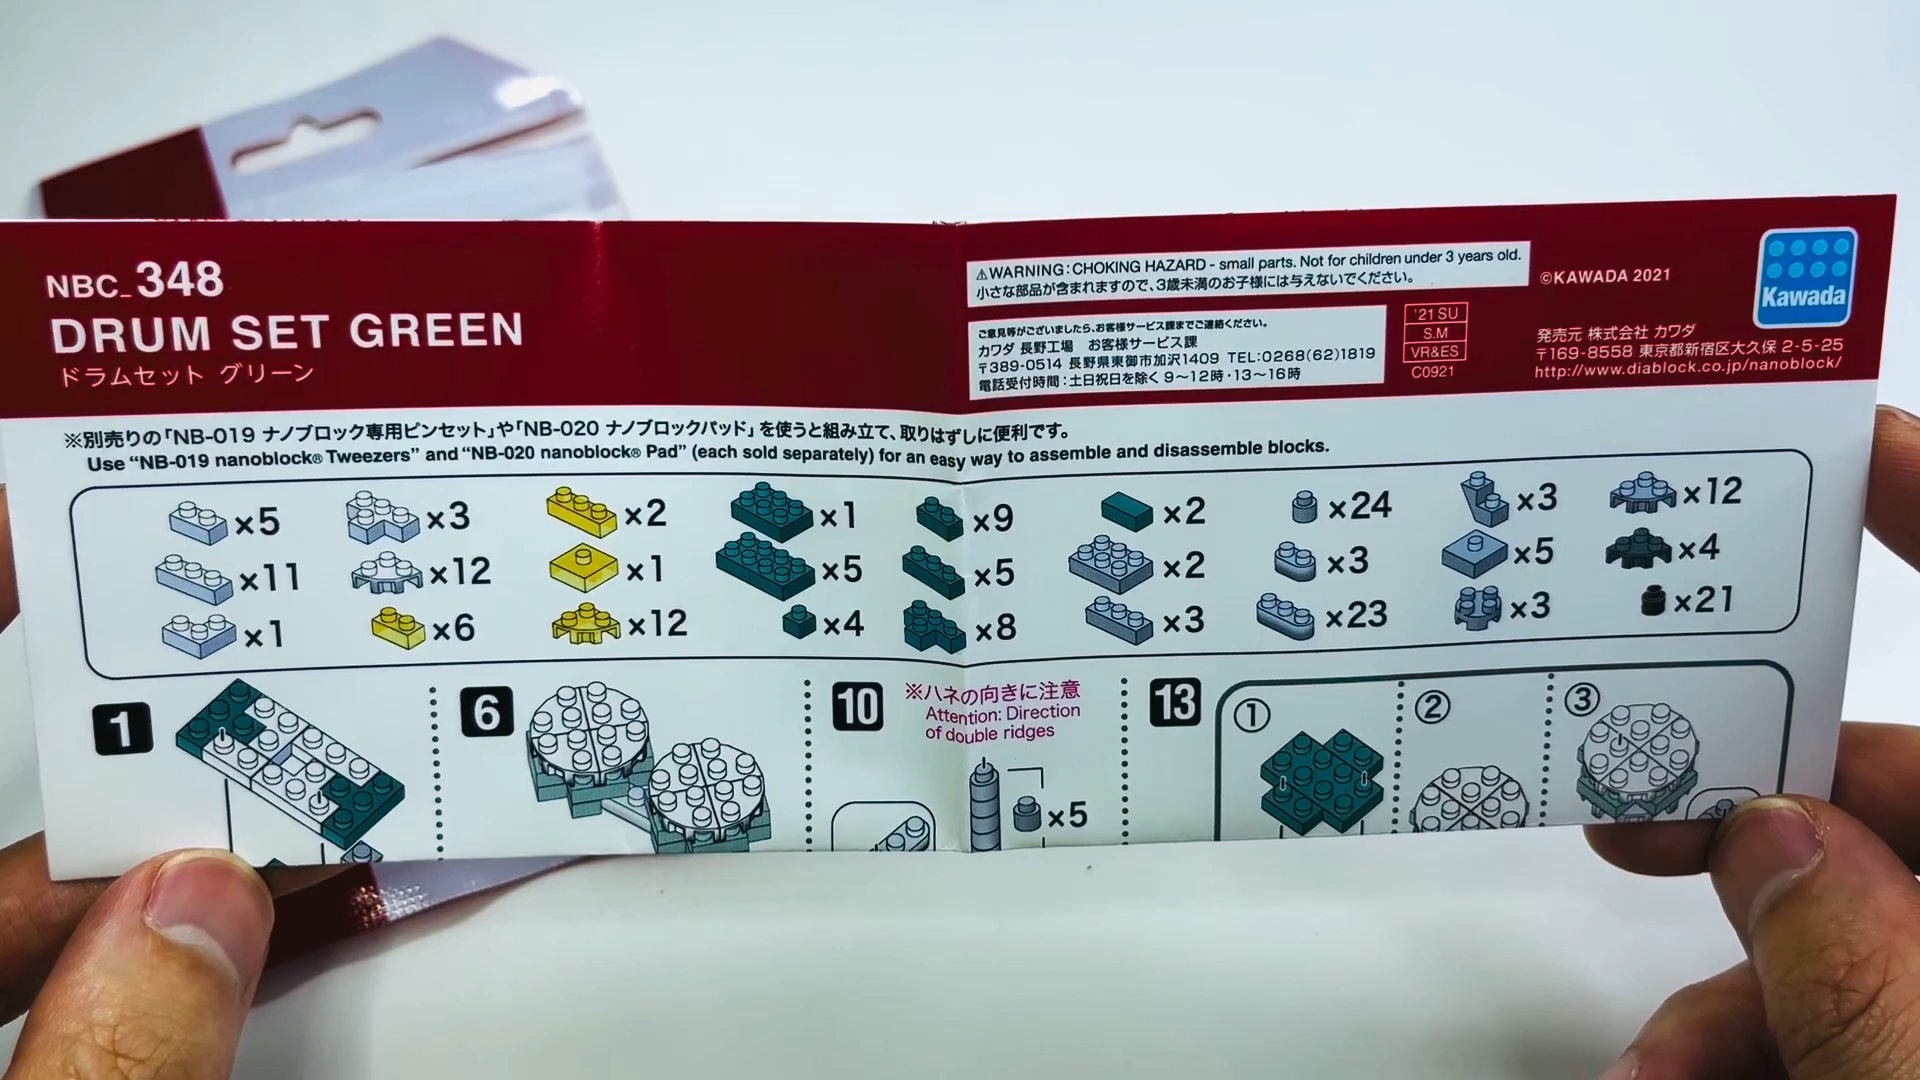 NBC_348
DRUM SET GREEN
ドラムセット グリーン
⚠WARNING: CHOKING HAZARD - small parts. Not for children under 3 years old.
小さな部品が含まれますので、3歳未満のお子様には与えないでください。
ご意見等がございましたら、お客様サービス課までご連絡ください。
カワダ 長野工場 お客様サービス課
〒389-0514 長野県東御市加沢1409 TEL:0268(62)1819
電話受付時間:土日祝日を除く 9〜12時・13〜16時
'21 SU
S.M
VR&ES
C0921
©KAWADA 2021
Kawada
発売元 株式会社 カワダ
〒169-8558 東京都新宿区大久保 2-5-25
http://www.diablock.co.jp/nanoblock/
※別売りの「NB-019 ナノブロック専用ピンセット」や「NB-020 ナノブロックパッド」を使うと組み立て、取りはずしに便利です。
Use “NB-019 nanoblock® Tweezers” and “NB-020 nanoblock® Pad” (each sold separately) for an easy way to assemble and disassemble blocks.
×5 ×3 ×2 ×1 ×9 ×2 ×24 ×3 ×12
×11 ×12 ×1 ×5 ×5 ×2 ×3 ×5 ×4
×1 ×6 ×12 ×4 ×8 ×3 ×23 ×3 ×21
1
6
10
※ハネの向きに注意
Attention: Direction
of double ridges
×5
13
① ② ③